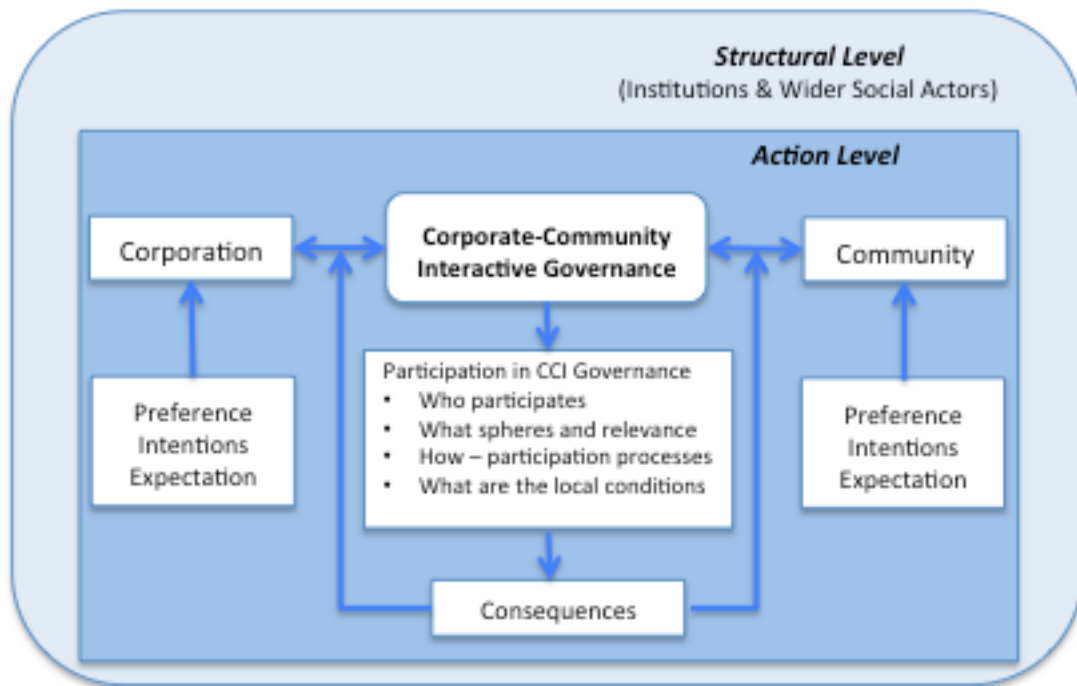 Structural Level
(Institutions & Wider Social Actors)
Action Level
Corporation
Corporate-Community
Interactive Governance
Community
Preference
Intentions
Expectation
Participation in CCI Governance
• Who participates
• What spheres and relevance
• How – participation processes
• What are the local conditions
Preference
Intentions
Expectation
Consequences